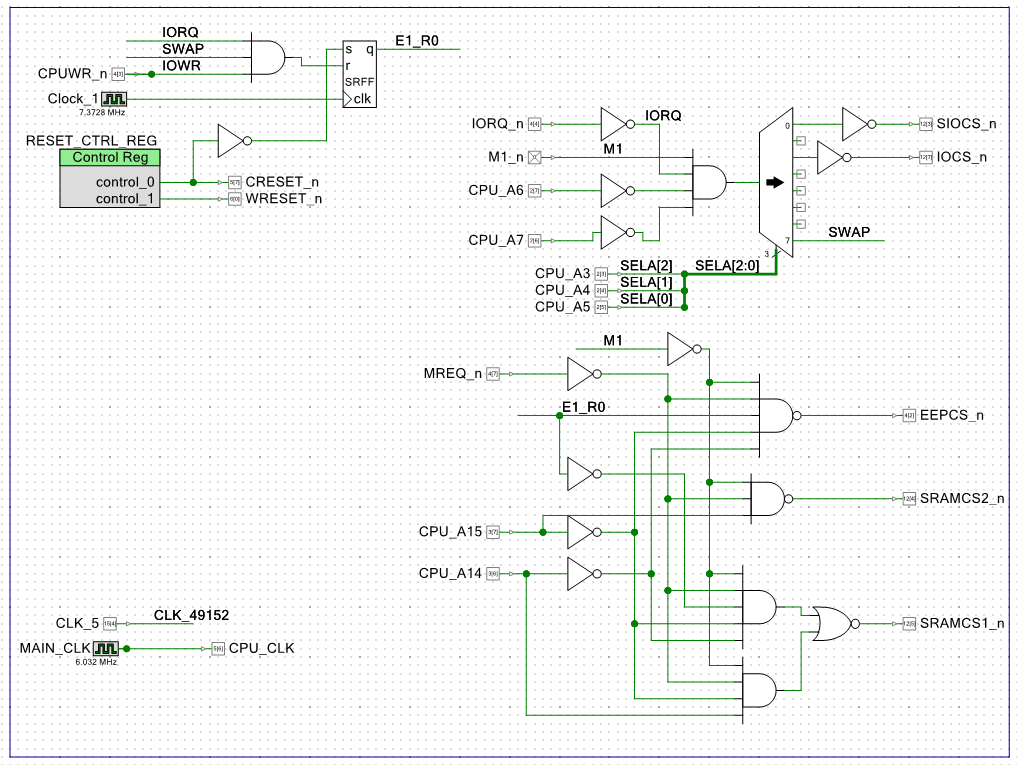 IORQ
SWAP
IOWR
CPUWR_n
Clock_1
7.3728 MHz
s q
r
SRFF
clk
E1_R0
RESET_CTRL_REG
Control Reg
control_0
control_1
CRESET_n
WRESET_n
IORQ_n
IORQ
M1_n
M1
CPU_A6
CPU_A7
0
7
3
SIOCS_n
IOCS_n
SWAP
CPU_A3
SELA[2]
SELA[2:0]
CPU_A4
SELA[1]
CPU_A5
SELA[0]
M1
MREQ_n
E1_R0
EEPCS_n
SRAMCS2_n
CPU_A15
CPU_A14
SRAMCS1_n
CLK_5
CLK_49152
MAIN_CLK
6.032 MHz
CPU_CLK